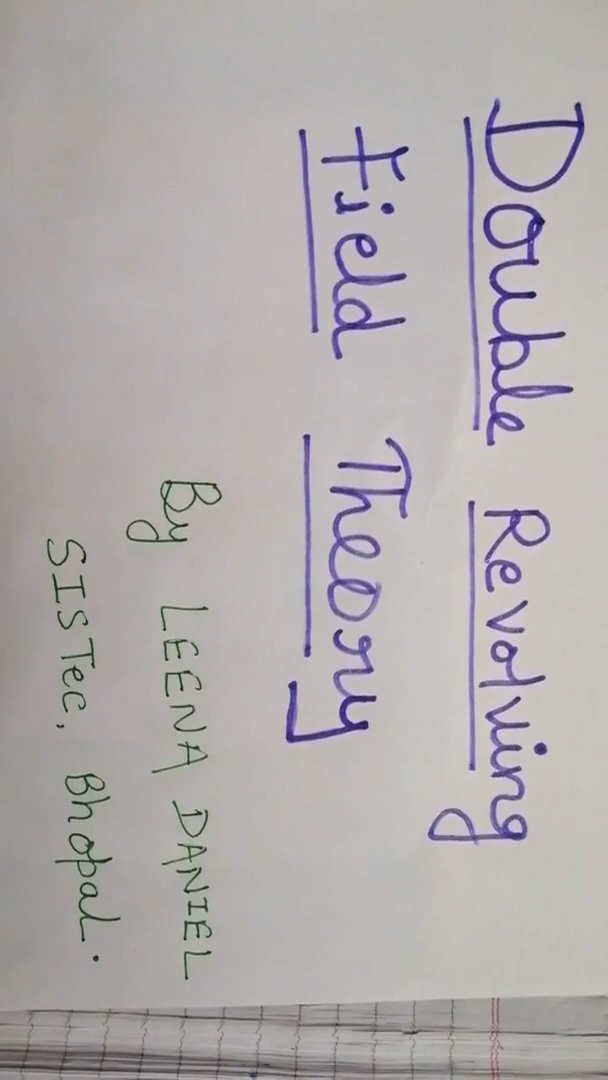 Double Revolving
Field Theory
By LEENA DANIEL
SISTec, Bhopal.